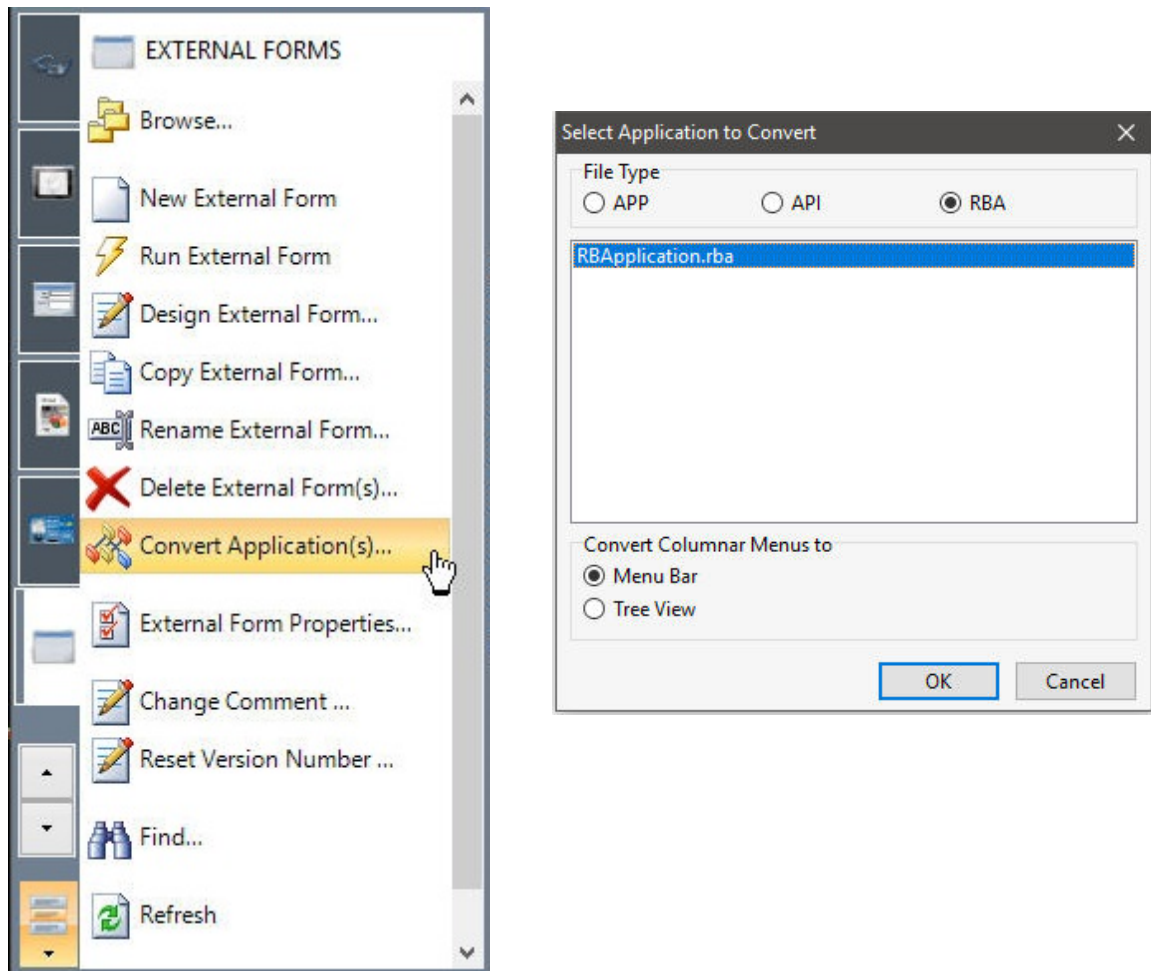 EXTERNAL FORMS
Browse...
New External Form
Run External Form
Design External Form...
Copy External Form...
ABC Rename External Form...
Delete External Form(s)...
Convert Application(s)...
External Form Properties...
Change Comment ...
Reset Version Number ...
Find...
Refresh
Select Application to Convert
File Type
APP API RBA
RBApplication.rba
Convert Columnar Menus to
Menu Bar
Tree View
OK Cancel